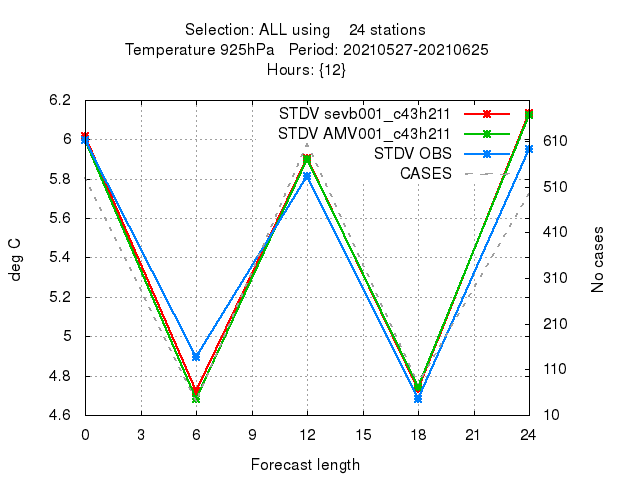 Selection: ALL using 24 stations
Temperature 925hPa Period: 20210527-20210625
Hours: {12}
STDV sevb001_c43h211
STDV AMV001_c43h211
STDV OBS
CASES
6.2
6
5.8
5.6
5.4
5.2
5
4.8
4.6
deg C
610
510
410
310
210
110
10
No cases
0 3 6 9 12 15 18 21 24
Forecast length